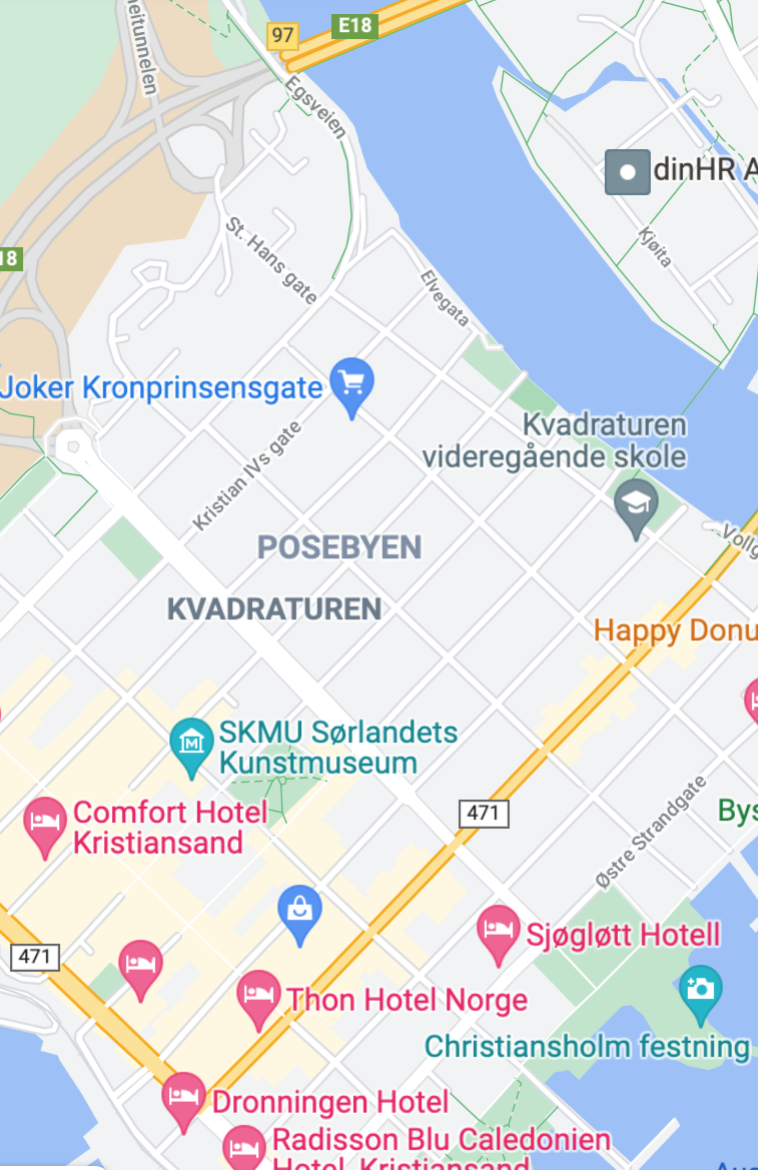 E18
97
Egsveien
dinHR A
Kjøita
St. Hans gate
18
Elvegata
Joker Kronprinsensgate
Kristian IVs gate
Kvadraturen
videregående skole
POSEBYEN
KVADRATUREN
Happy Donu
SKMU Sørlandets
Kunstmuseum
M
471
Comfort Hotel
Kristiansand
Bys
Østre Strandgate
Sjøgløtt Hotell
471
Thon Hotel Norge
Christiansholm festning
Dronningen Hotel
Radisson Blu Caledonien
Hotel, Kristiansand